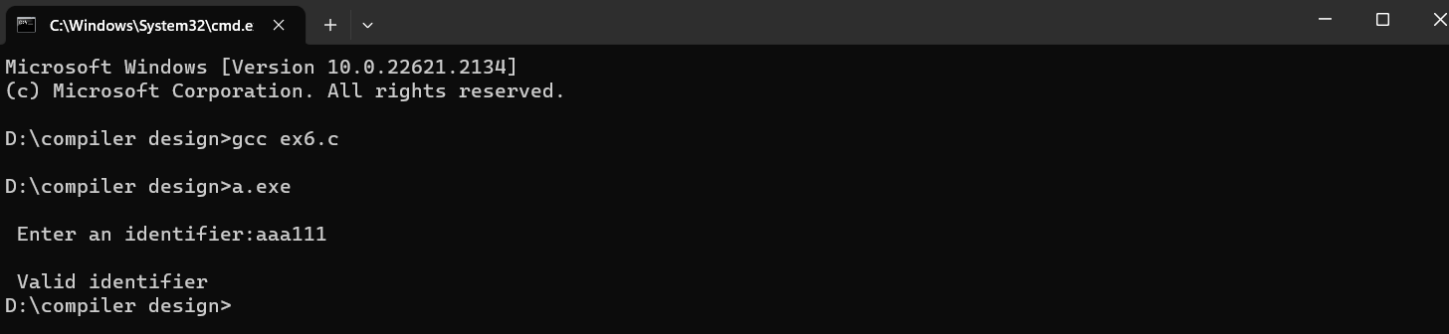 C:\Windows\System32\cmd.e
Microsoft Windows [Version 10.0.22621.2134]
(c) Microsoft Corporation. All rights reserved.
D:\compiler design>gcc ex6.c
D:\compiler design>a.exe
Enter an identifier:aaa111
Valid identifier
D:\compiler design>